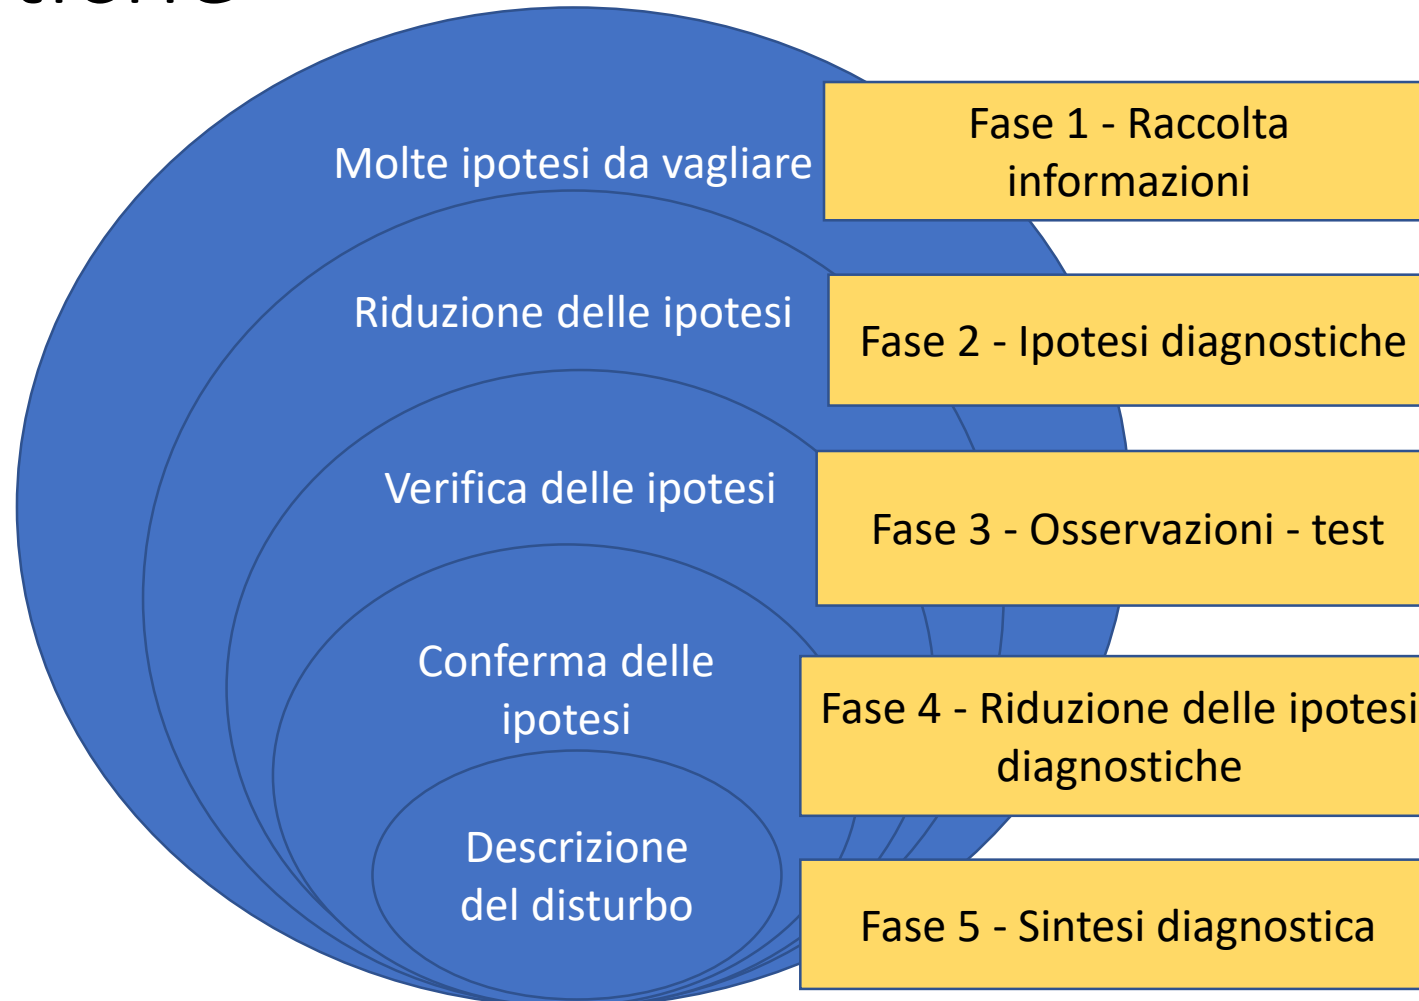 Molte ipotesi da vagliare
Fase 1 - Raccolta
informazioni
Riduzione delle ipotesi
Fase 2 - Ipotesi diagnostiche
Verifica delle ipotesi
Fase 3 - Osservazioni - test
Conferma delle
ipotesi
Fase 4 - Riduzione delle ipotesi
diagnostiche
Descrizione
del disturbo
Fase 5 - Sintesi diagnostica